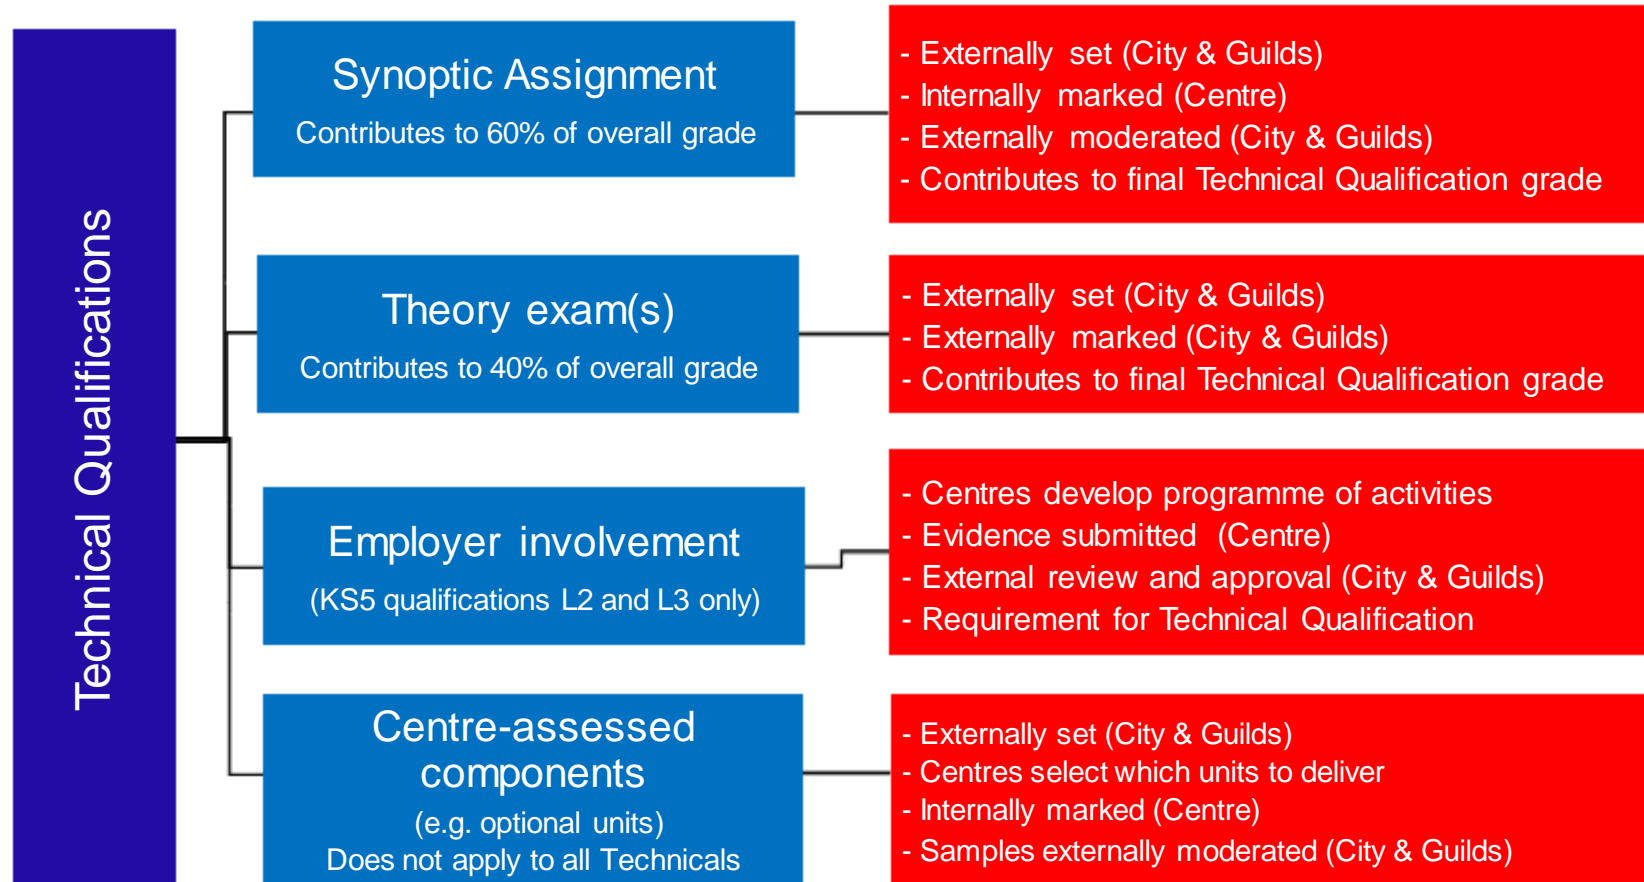 Technical Qualifications
Synoptic Assignment
Contributes to 60% of overall grade
- Externally set (City & Guilds)
- Internally marked (Centre)
- Externally moderated (City & Guilds)
- Contributes to final Technical Qualification grade
Theory exam(s)
Contributes to 40% of overall grade
- Externally set (City & Guilds)
- Externally marked (City & Guilds)
- Contributes to final Technical Qualification grade
Employer involvement
(KS5 qualifications L2 and L3 only)
- Centres develop programme of activities
- Evidence submitted (Centre)
- External review and approval (City & Guilds)
- Requirement for Technical Qualification
Centre-assessed
components
(e.g. optional units)
Does not apply to all Technicals
- Externally set (City & Guilds)
- Centres select which units to deliver
- Internally marked (Centre)
- Samples externally moderated (City & Guilds)